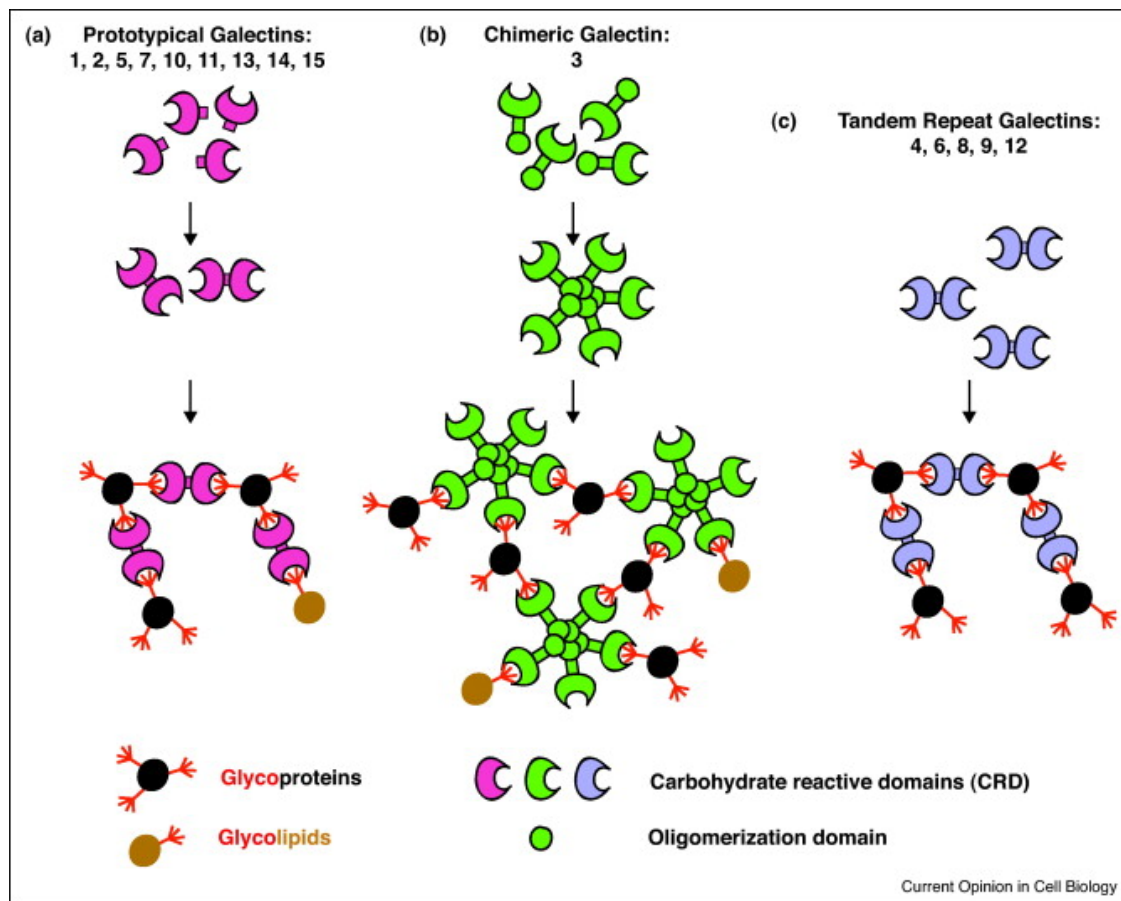 (a) Prototypical Galectins:
1, 2, 5, 7, 10, 11, 13, 14, 15
(b) Chimeric Galectin:
3
(c) Tandem Repeat Galectins:
4, 6, 8, 9, 12
Glycoproteins
Glycolipids
Carbohydrate reactive domains (CRD)
Oligomerization domain
Current Opinion in Cell Biology